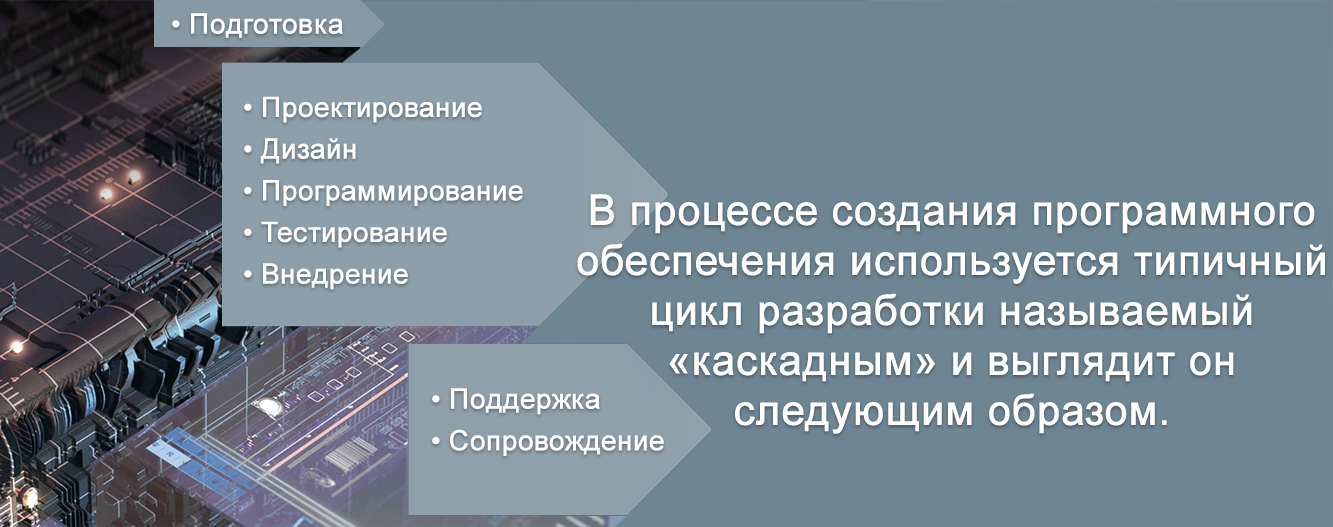 • Подготовка
• Проектирование
• Дизайн
• Программирование
• Тестирование
• Внедрение
В процессе создания программного
обеспечения используется типичный
цикл разработки называемый
«каскадным» и выглядит он
следующим образом.
• Поддержка
• Сопровождение